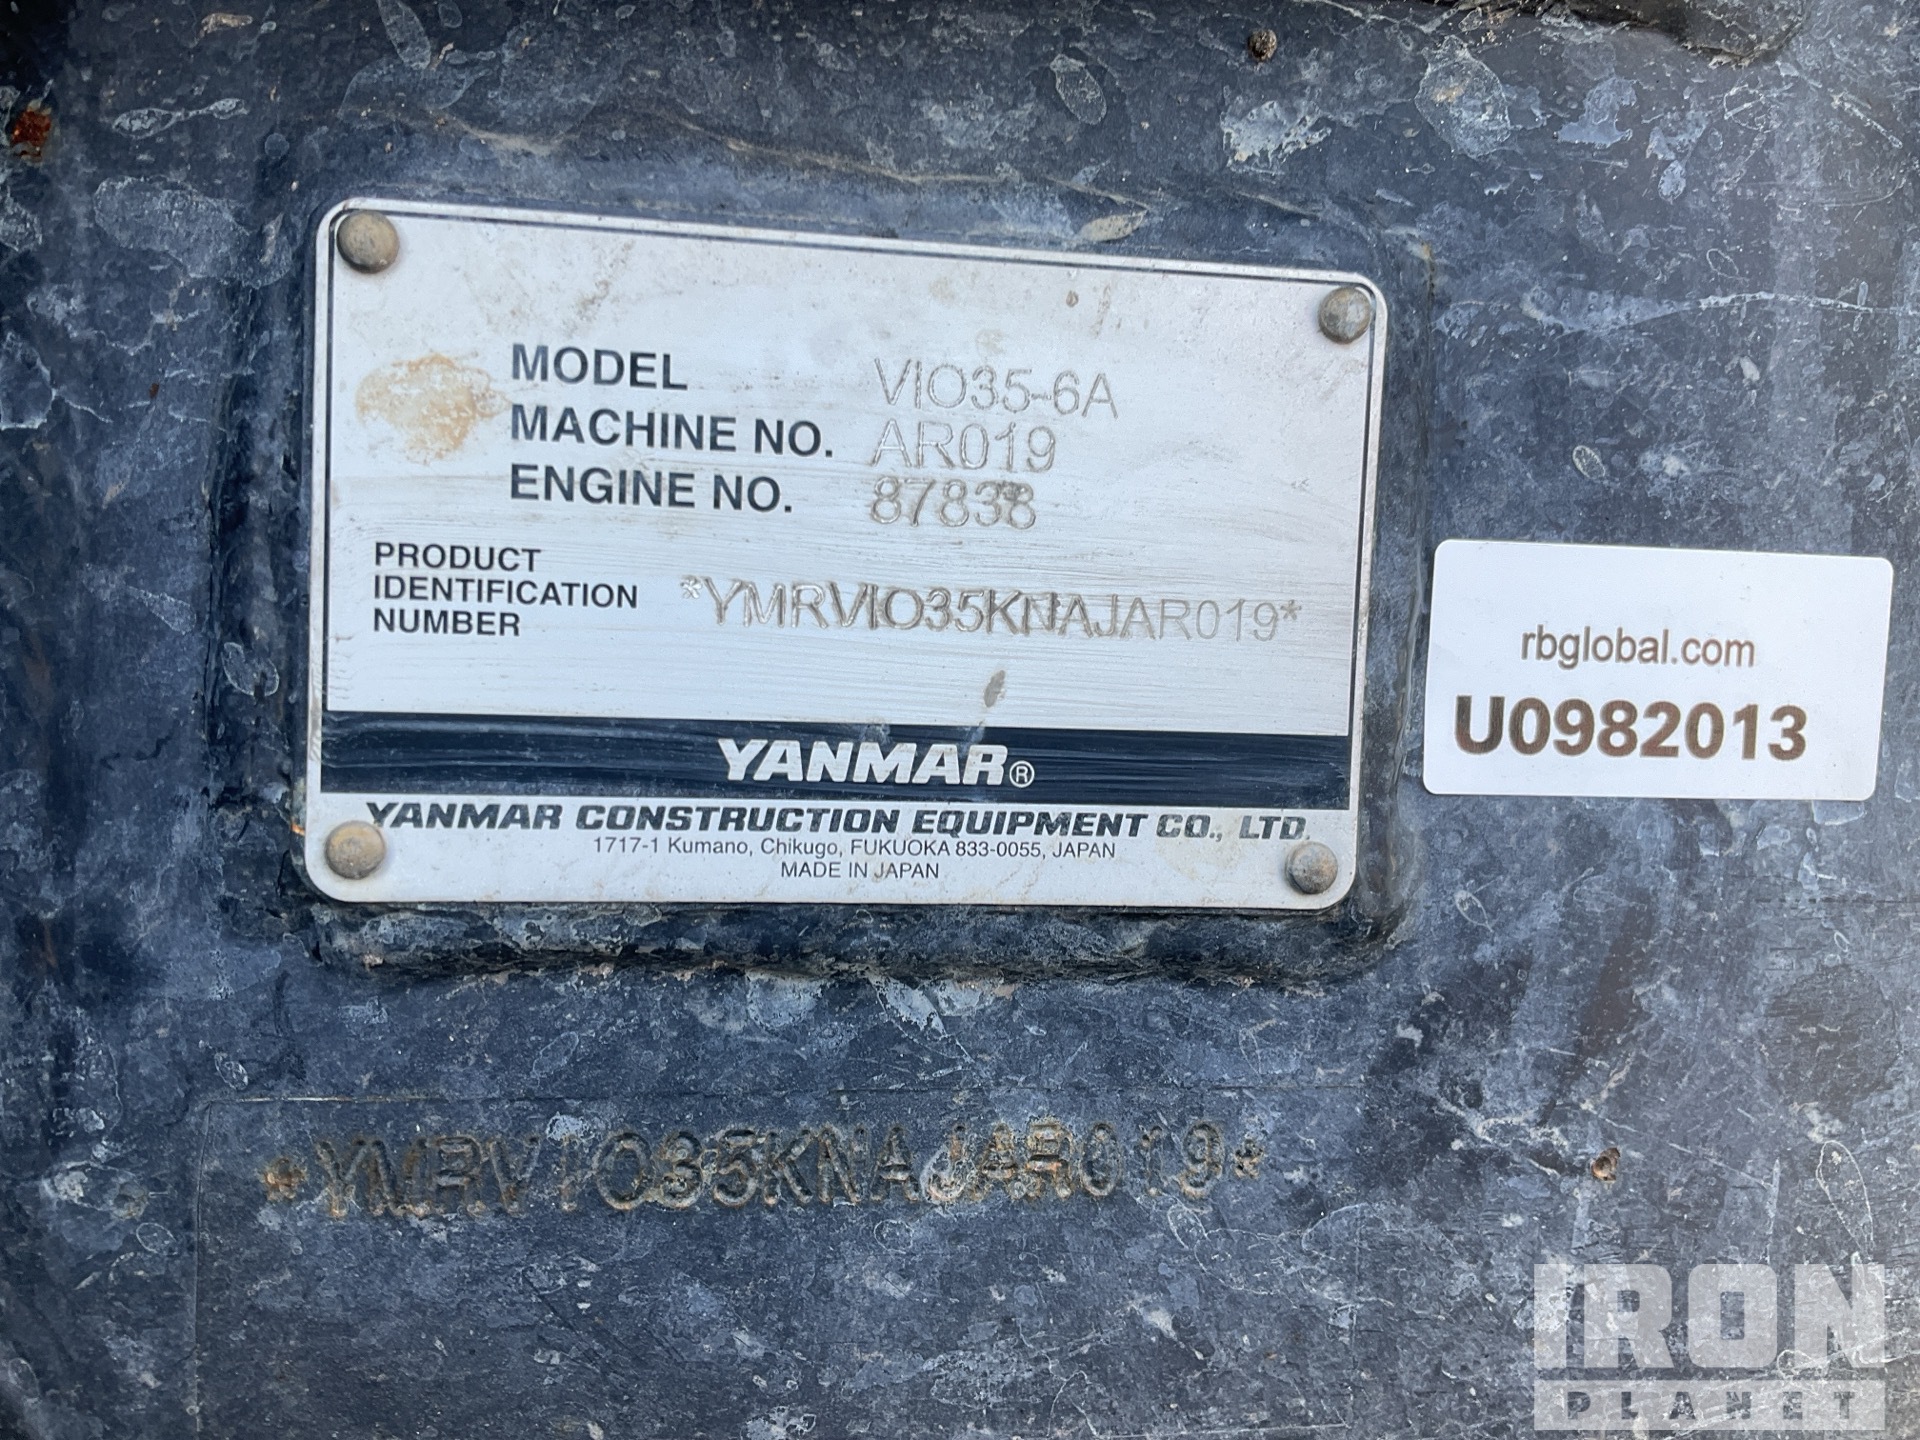 MODEL VIO35-6A
MACHINE NO. AR019
ENGINE NO. 87838
PRODUCT
IDENTIFICATION
NUMBER
*YMRVIO35KNAJAR019*
YANMAR®
YANMAR CONSTRUCTION EQUIPMENT CO., LTD.
1717-1 Kumano, Chikugo, FUKUOKA 833-0055, JAPAN
MADE IN JAPAN
rbglobal.com
U0982013
*YMRVIO35KNAJAR019*
IRON
PLANET